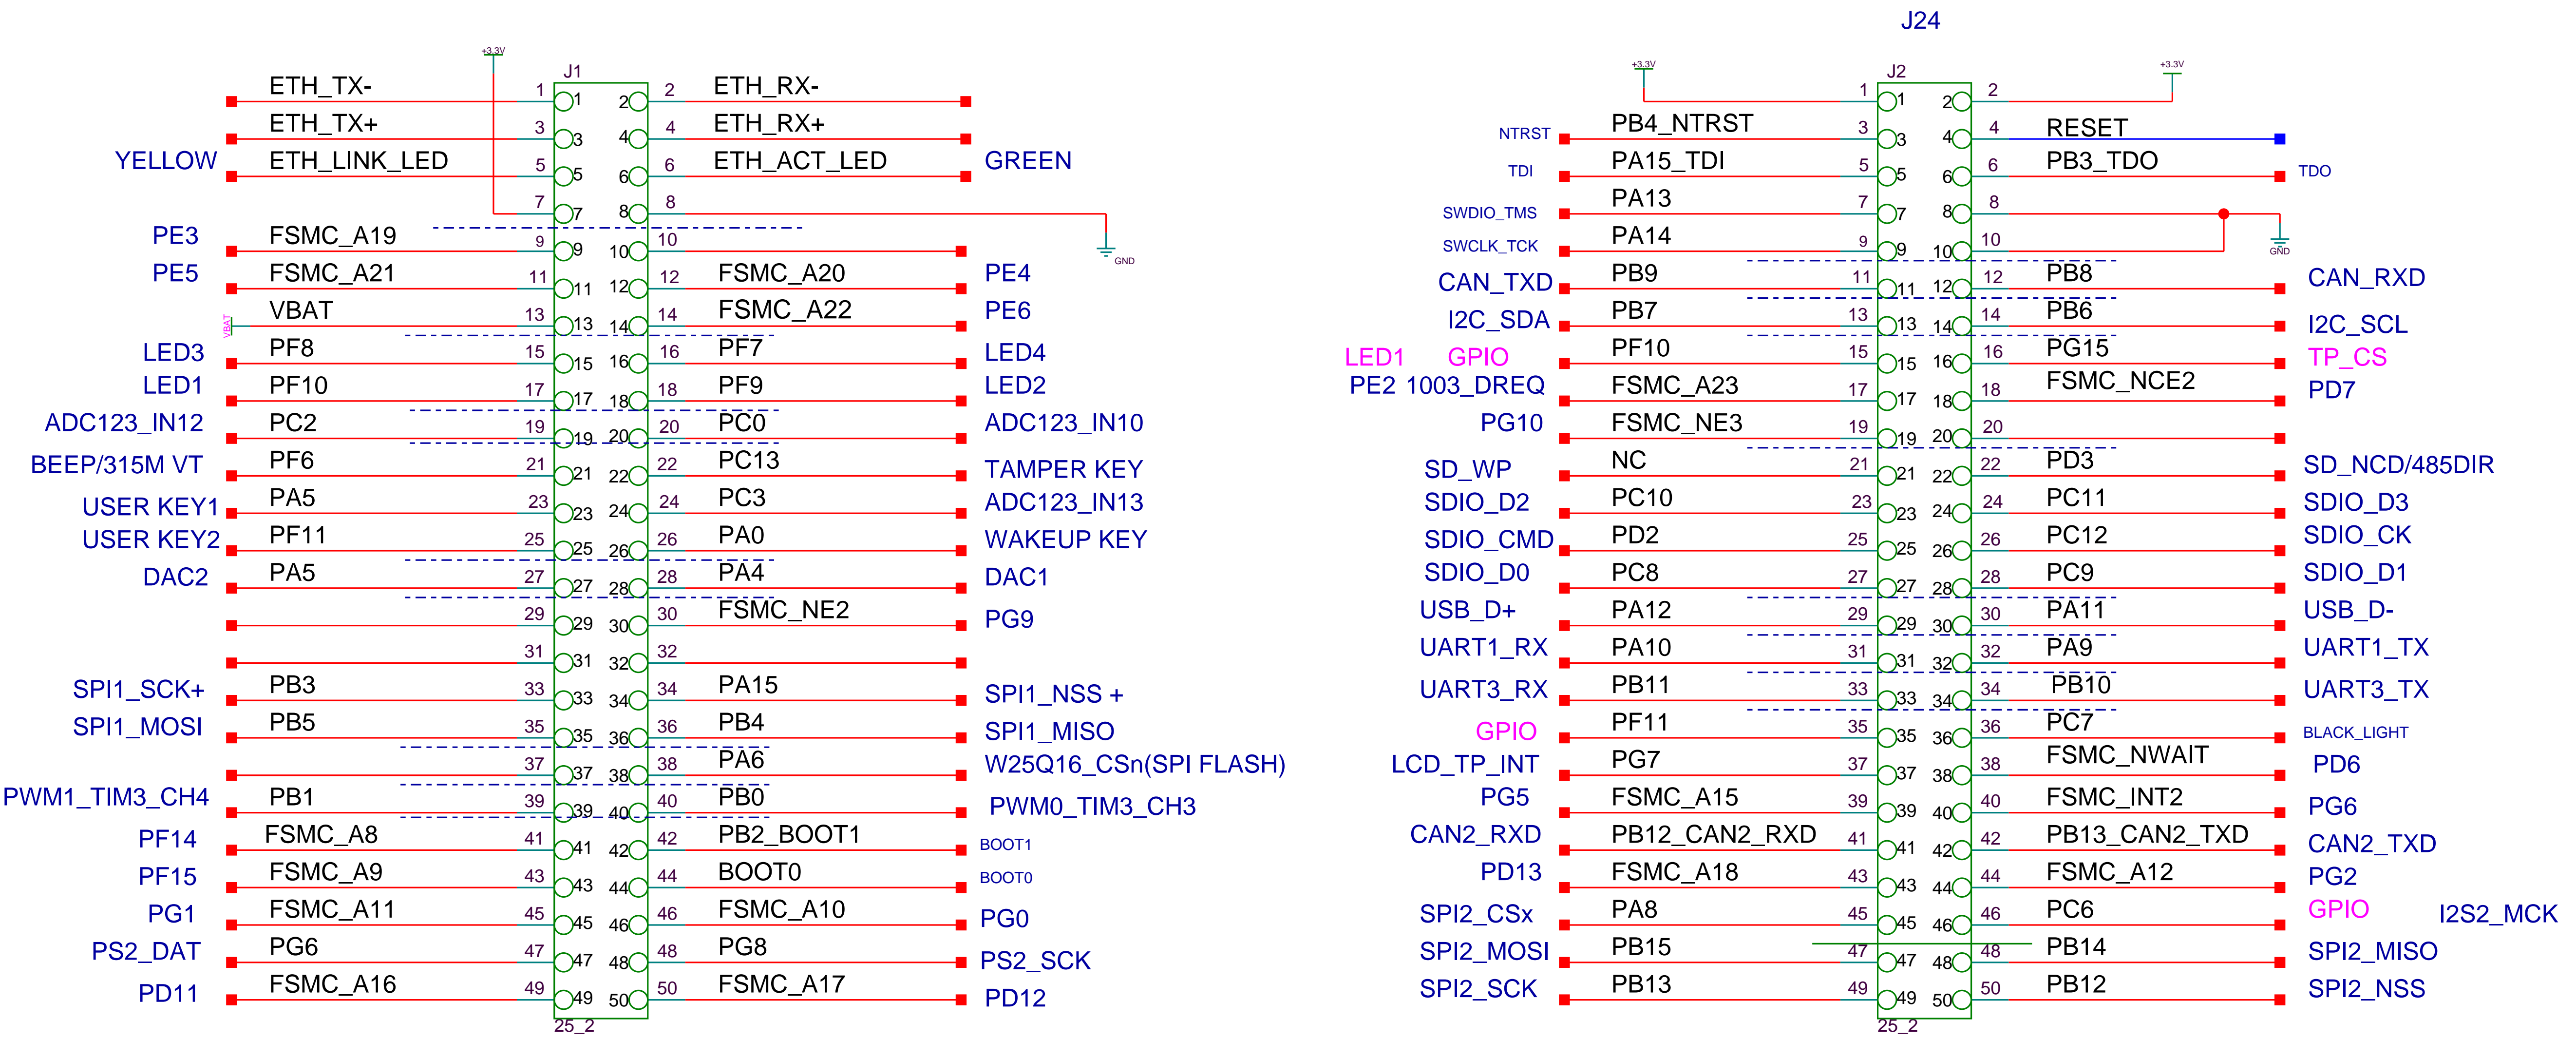 J24
+3.3V
J1
ETH_TX- 1 1 2 2 ETH_RX-
ETH_TX+ 3 3 4 4 ETH_RX+
YELLOW ETH_LINK_LED 5 5 6 6 ETH_ACT_LED GREEN
7 7 8 8
GND
PE3 FSMC_A19 9 9 10 10
PE5 FSMC_A21 11 11 12 12 FSMC_A20 PE4
VBAT VBAT 13 13 14 14 FSMC_A22 PE6
LED3 PF8 15 15 16 16 PF7 LED4
LED1 PF10 17 17 18 18 PF9 LED2
ADC123_IN12 PC2 19 19 20 20 PC0 ADC123_IN10
BEEP/315M VT PF6 21 21 22 22 PC13 TAMPER KEY
USER KEY1 PA5 23 23 24 24 PC3 ADC123_IN13
USER KEY2 PF11 25 25 26 26 PA0 WAKEUP KEY
DAC2 PA5 27 27 28 28 PA4 DAC1
29 29 30 30 FSMC_NE2 PG9
31 31 32 32
SPI1_SCK+ PB3 33 33 34 34 PA15 SPI1_NSS +
SPI1_MOSI PB5 35 35 36 36 PB4 SPI1_MISO
37 37 38 38 PA6 W25Q16_CSn(SPI FLASH)
PWM1_TIM3_CH4 PB1 39 39 40 40 PB0 PWM0_TIM3_CH3
PF14 FSMC_A8 41 41 42 42 PB2_BOOT1 BOOT1
PF15 FSMC_A9 43 43 44 44 BOOT0 BOOT0
PG1 FSMC_A11 45 45 46 46 FSMC_A10 PG0
PS2_DAT PG6 47 47 48 48 PG8 PS2_SCK
PD11 FSMC_A16 49 49 50 50 FSMC_A17 PD12
25_2
+3.3V +3.3V
J2
1 1 2 2
NTRST PB4_NTRST 3 3 4 4 RESET
TDI PA15_TDI 5 5 6 6 PB3_TDO TDO
SWDIO_TMS PA13 7 7 8 8
SWCLK_TCK PA14 9 9 10 10 GND
CAN_TXD PB9 11 11 12 12 PB8 CAN_RXD
I2C_SDA PB7 13 13 14 14 PB6 I2C_SCL
LED1 GPIO PF10 15 15 16 16 PG15 TP_CS
PE2 1003_DREQ FSMC_A23 17 17 18 18 FSMC_NCE2 PD7
PG10 FSMC_NE3 19 19 20 20
SD_WP NC 21 21 22 22 PD3 SD_NCD/485DIR
SDIO_D2 PC10 23 23 24 24 PC11 SDIO_D3
SDIO_CMD PD2 25 25 26 26 PC12 SDIO_CK
SDIO_D0 PC8 27 27 28 28 PC9 SDIO_D1
USB_D+ PA12 29 29 30 30 PA11 USB_D-
UART1_RX PA10 31 31 32 32 PA9 UART1_TX
UART3_RX PB11 33 33 34 34 PB10 UART3_TX
GPIO PF11 35 35 36 36 PC7 BLACK_LIGHT
LCD_TP_INT PG7 37 37 38 38 FSMC_NWAIT PD6
PG5 FSMC_A15 39 39 40 40 FSMC_INT2 PG6
CAN2_RXD PB12_CAN2_RXD 41 41 42 42 PB13_CAN2_TXD CAN2_TXD
PD13 FSMC_A18 43 43 44 44 FSMC_A12 PG2
SPI2_CSx PA8 45 45 46 46 PC6 GPIO I2S2_MCK
SPI2_MOSI PB15 47 47 48 48 PB14 SPI2_MISO
SPI2_SCK PB13 49 49 50 50 PB12 SPI2_NSS
25_2